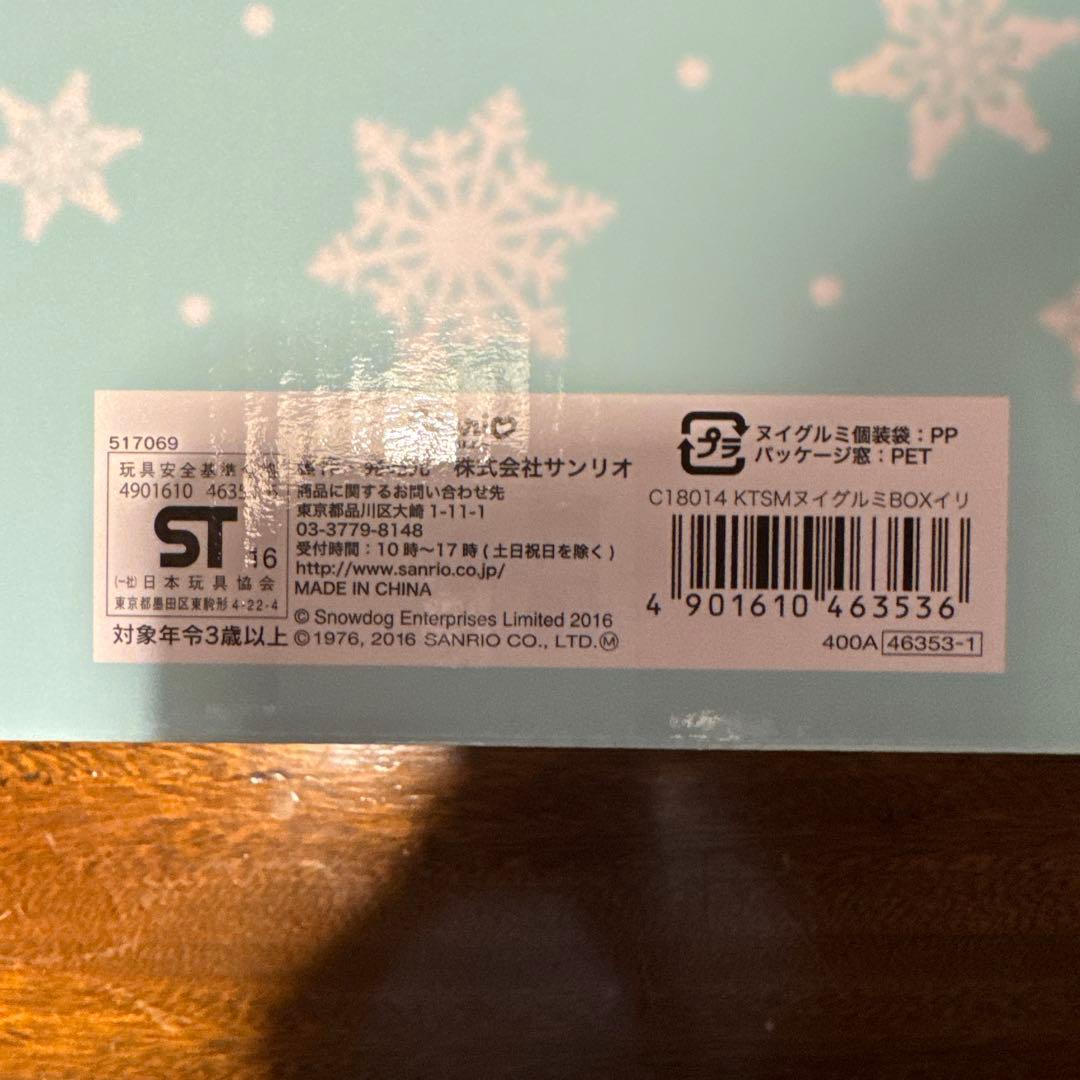 517069
玩具安全基準合格
4901610 463536
ST
16
(一社)日本玩具協会
東京都墨田区東駒形4-22-4
対象年令3歳以上
株式会社サンリオ
商品に関するお問い合わせ先
東京都品川区大崎1-11-1
03-3779-8148
受付時間：10時～17時(土日祝日を除く)
http://www.sanrio.co.jp/
MADE IN CHINA
© Snowdog Enterprises Limited 2016
©1976, 2016 SANRIO CO., LTD.Ⓜ
プラ
ヌイグルミ個装袋：PP
パッケージ窓：PET
C18014 KTSMヌイグルミBOXイリ
4 901610 463536
400A 46353-1